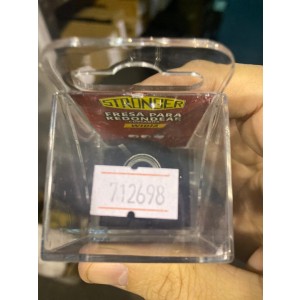 STRONGER
FRESA PARA
REDONDEAR
712698